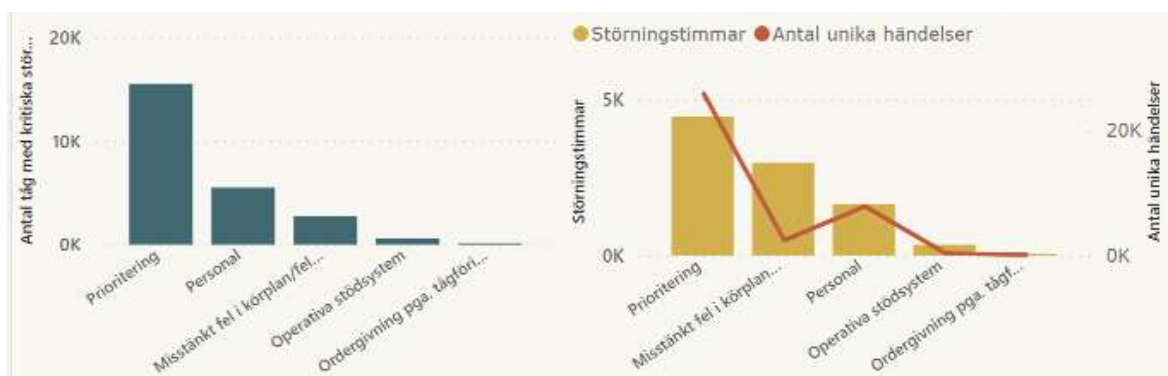 Antal tåg med kritiska stör...
20K
10K
0K
Prioritering
Personal
Misstänkt fel i körplan/fel...
Operativa stödsystem
Ordergivning pga. tågföri...
Störningstimmar Antal unika händelser
Störningstimmar
5K
0K
Prioritering
Misstänkt fel i körplan...
Personal
Operativa stödsystem
Ordergivning pga. tågf...
20K
0K
Antal unika händelser